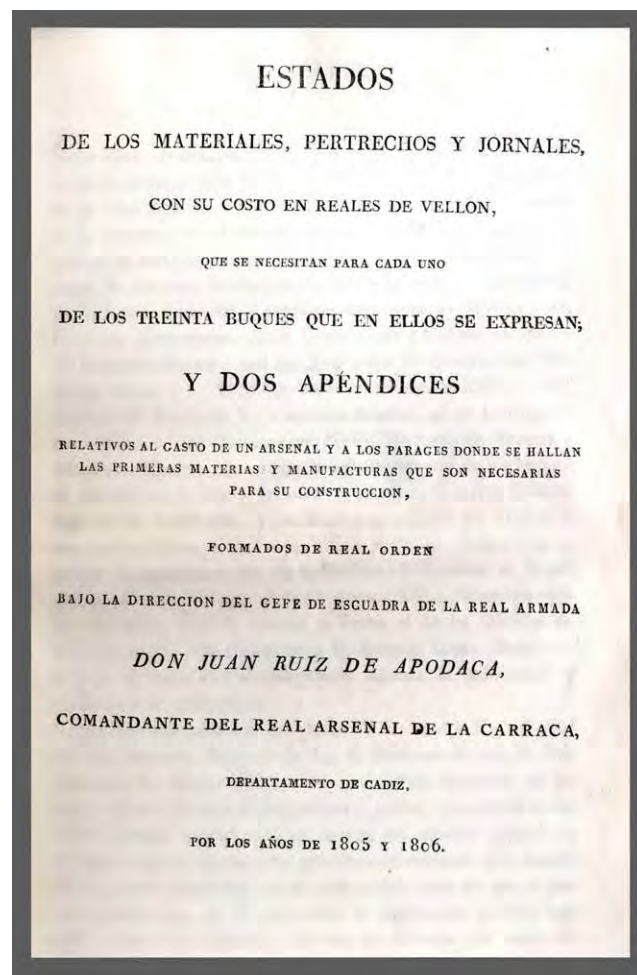 ESTADOS
DE LOS MATERIALES, PERTRECHOS Y JORNALES,
CON SU COSTO EN REALES DE VELLON,
QUE SE NECESITAN PARA CADA UNO
DE LOS TREINTA BUQUES QUE EN ELLOS SE EXPRESAN;
Y DOS APÉNDICES
RELATIVOS AL GASTO DE UN ARSENAL Y A LOS PARAGES DONDE SE HALLAN
LAS PRIMERAS MATERIAS Y MANUFACTURAS QUE SON NECESARIAS
PARA SU CONSTRUCCION,
FORMADOS DE REAL ORDEN
BAJO LA DIRECCION DEL GEFE DE ESCUADRA DE LA REAL ARMADA
DON JUAN RUIZ DE APODACA,
COMANDANTE DEL REAL ARSENAL DE LA CARRACA,
DEPARTAMENTO DE CADIZ,
POR LOS AÑOS DE 1805 Y 1806.